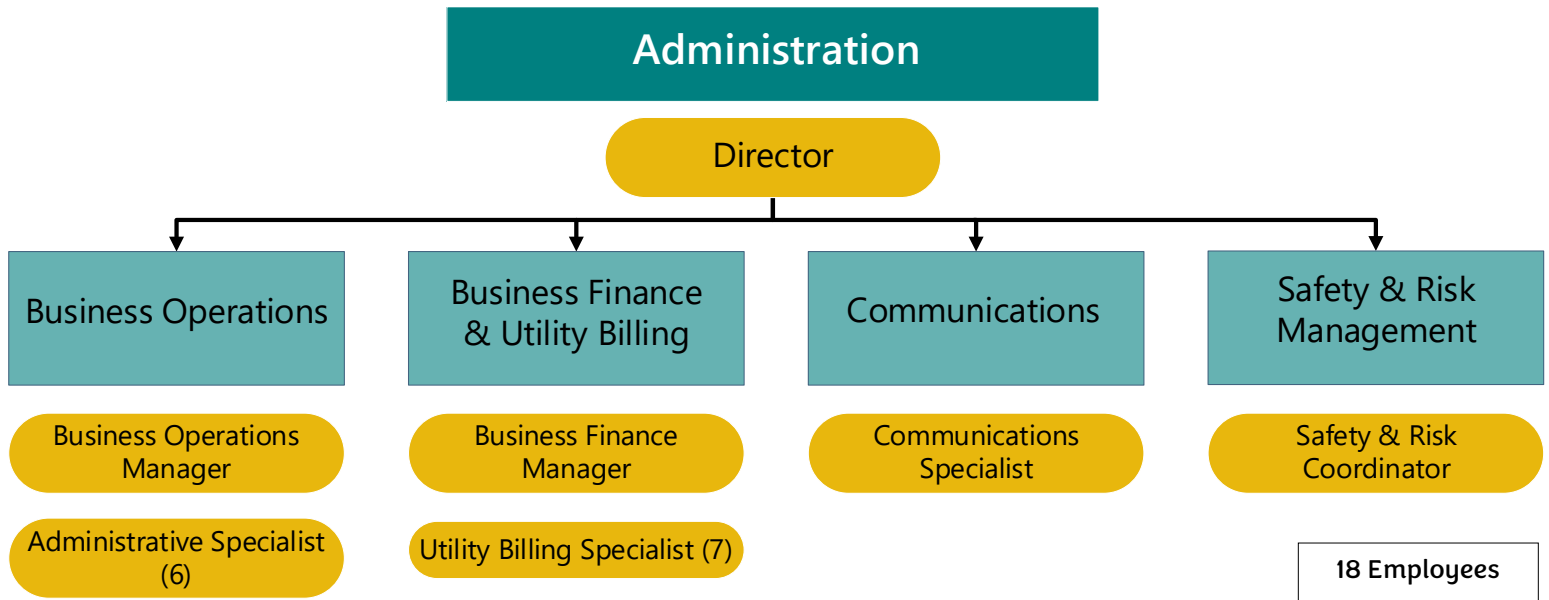 Administration
Director
Business Operations
Business Finance
& Utility Billing
Communications
Safety & Risk
Management
Business Operations
Manager
Business Finance
Manager
Communications
Specialist
Safety & Risk
Coordinator
Administrative Specialist
(6)
Utility Billing Specialist (7)
18 Employees